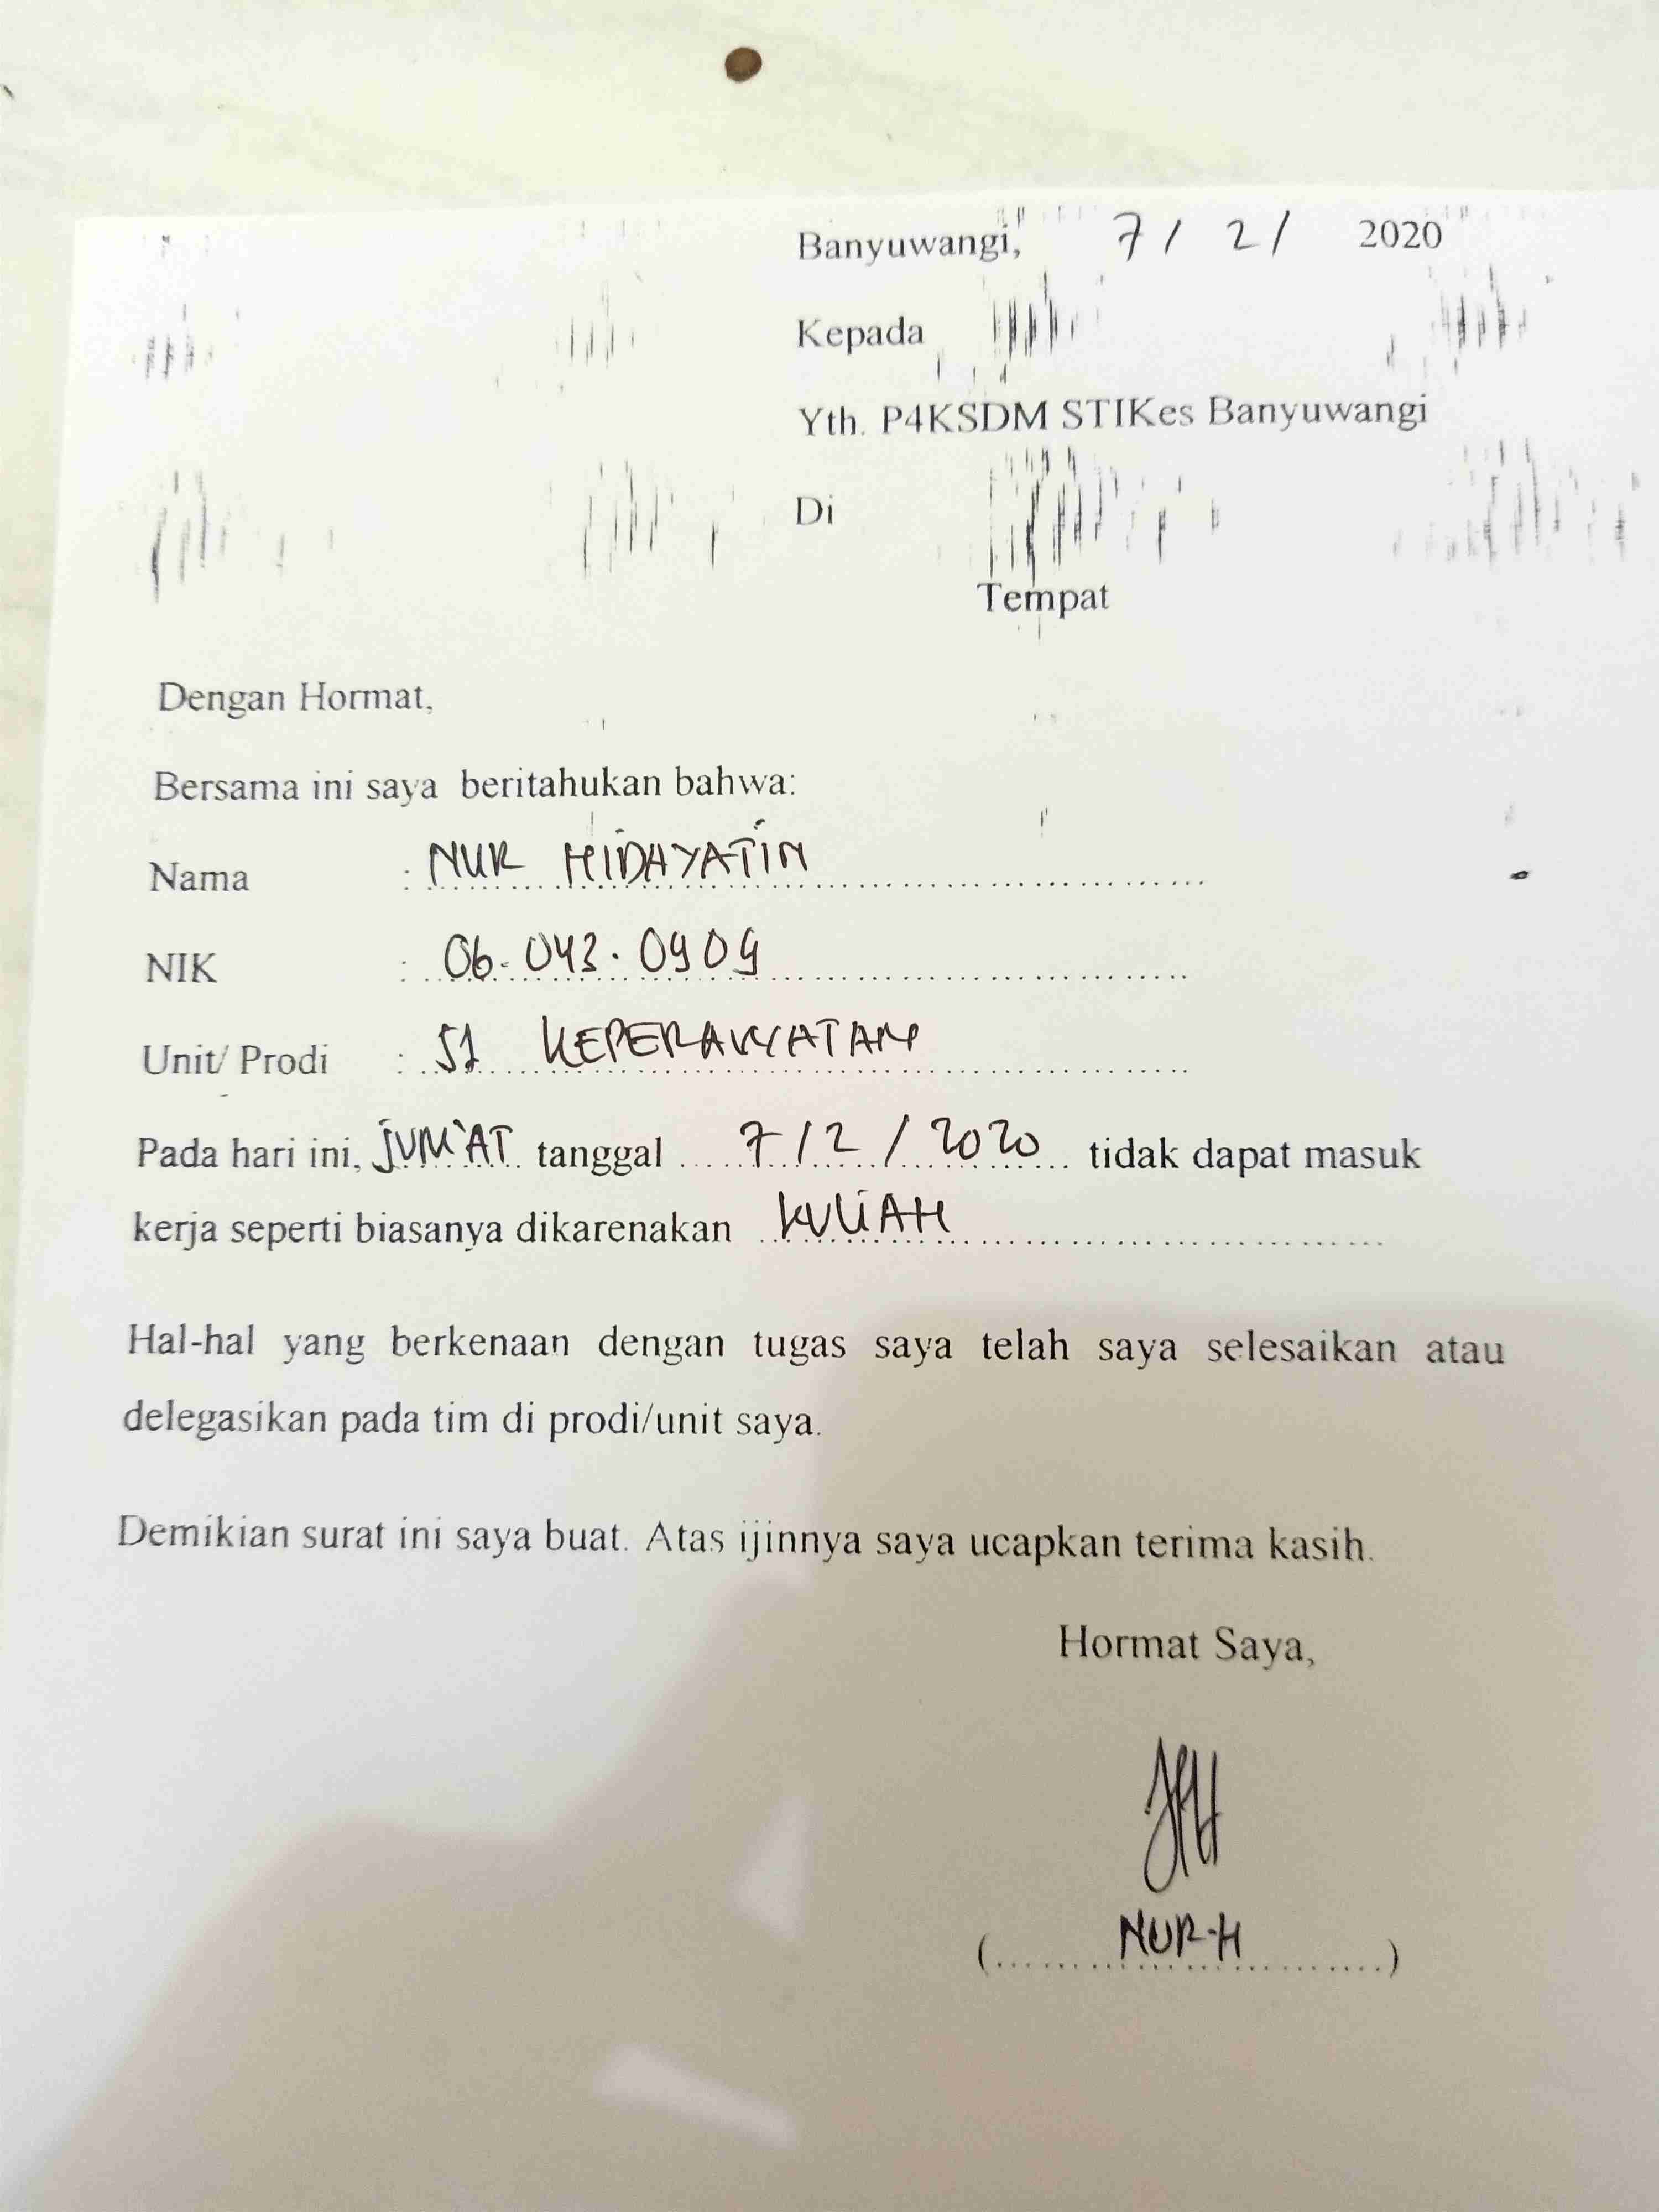 Banyuwangi, 7 / 2 / 2020
Kepada
Yth. P4KSDM STIKes Banyuwangi
Di
Tempat
Dengan Hormat,
Bersama ini saya beritahukan bahwa:
Nama : NUR HIDAYATIN
NIK : 06.043.0909
Unit/ Prodi : S1 KEPERAWATAN
Pada hari ini, JUM'AT tanggal 7 / 2 / 2020 tidak dapat masuk
kerja seperti biasanya dikarenakan KULIAH
Hal-hal yang berkenaan dengan tugas saya telah saya selesaikan atau
delegasikan pada tim di prodi/unit saya.
Demikian surat ini saya buat. Atas ijinnya saya ucapkan terima kasih.
Hormat Saya,
(NUR-H)